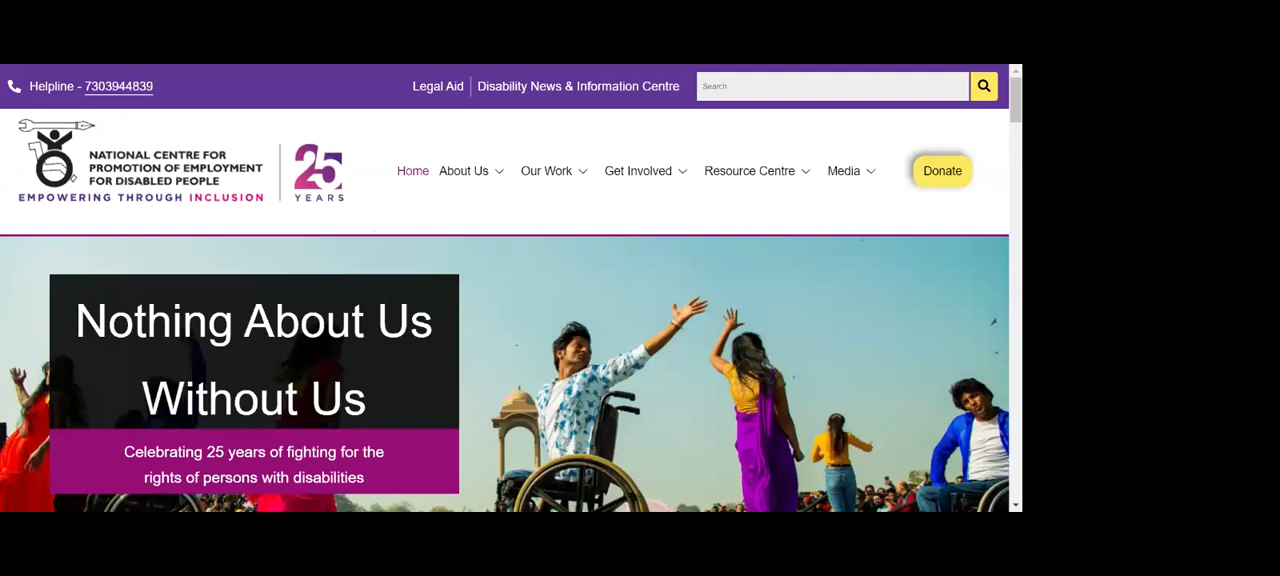 Helpline - 7303944839
Legal Aid
Disability News & Information Centre
Search
NATIONAL CENTRE FOR
PROMOTION OF EMPLOYMENT
FOR DISABLED PEOPLE
EMPOWERING THROUGH INCLUSION
25
YEARS
Home
About Us
Our Work
Get Involved
Resource Centre
Media
Donate
Nothing About Us
Without Us
Celebrating 25 years of fighting for the
rights of persons with disabilities